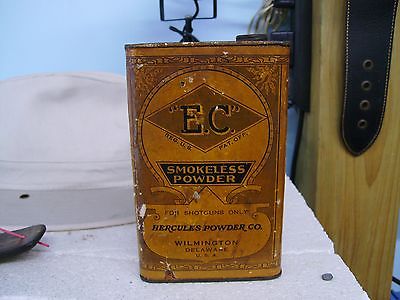 "E.C."
REG. U.S. PAT. OFF.
SMOKELESS
POWDER
FOR SHOTGUNS ONLY
HERCULES POWDER CO.
WILMINGTON
DELAWARE
U.S.A.